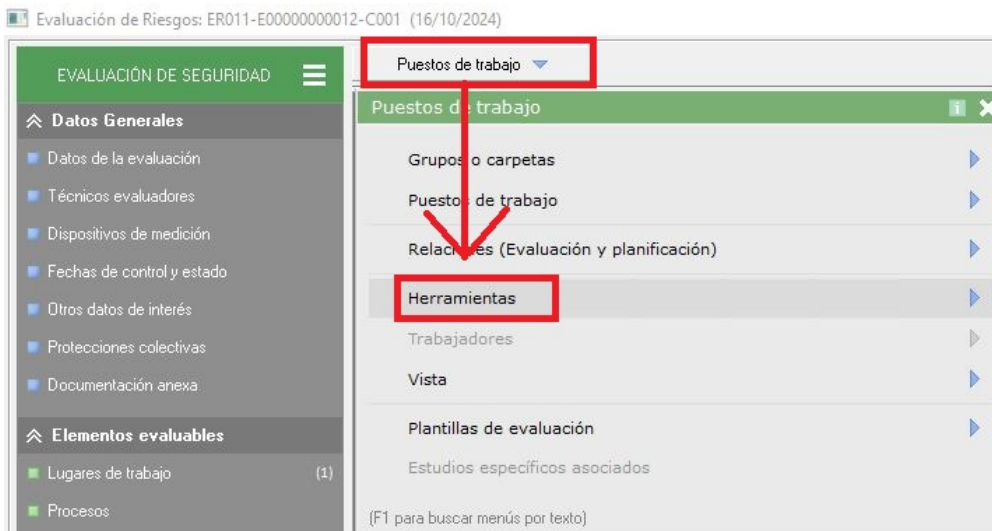 Evaluación de Riesgos: ER011-E00000000012-C001 (16/10/2024)
EVALUACIÓN DE SEGURIDAD
Datos Generales
Datos de la evaluación
Técnicos evaluadores
Dispositivos de medición
Fechas de control y estado
Otros datos de interés
Protecciones colectivas
Documentación anexa
Elementos evaluables
Lugares de trabajo (1)
Procesos
Puestos de trabajo
Puestos de trabajo
Grupos o carpetas
Puestos de trabajo
Relaciones (Evaluación y planificación)
Herramientas
Trabajadores
Vista
Plantillas de evaluación
Estudios específicos asociados
(F1 para buscar menús por texto)